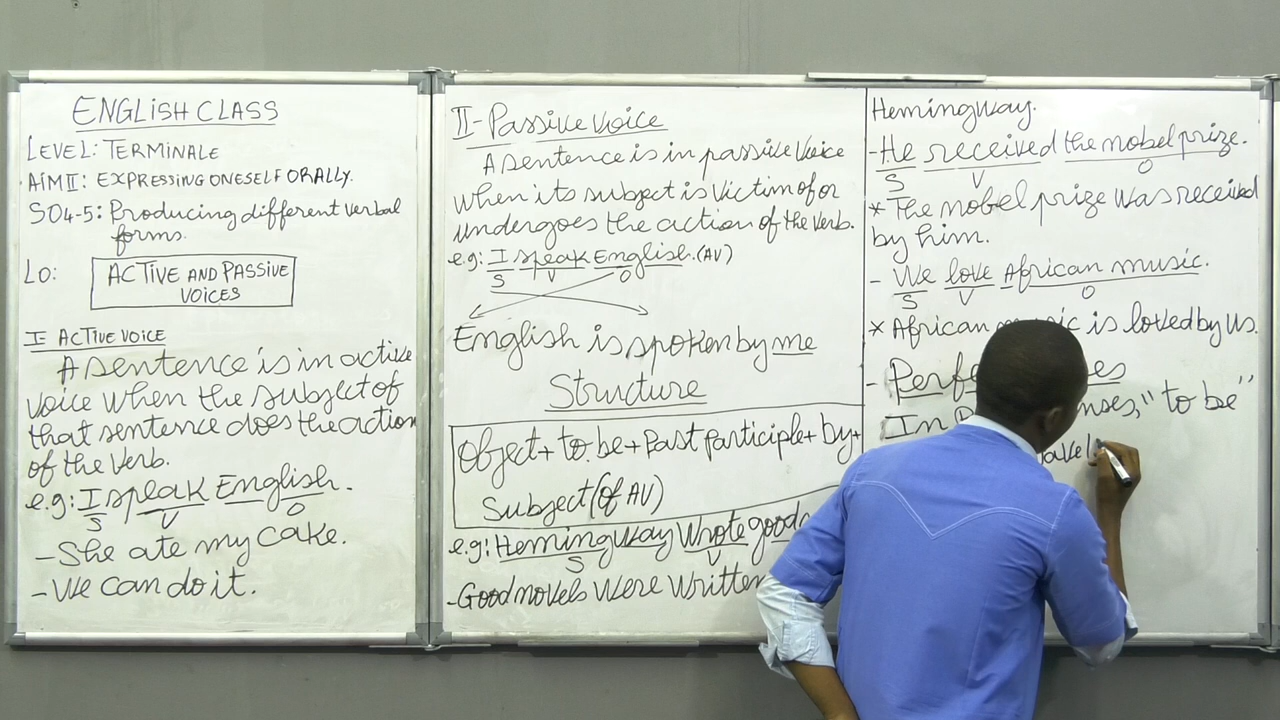 ENGLISH CLASS
LEVEL: TERMINALE
AIM II: EXPRESSING ONESELF ORALLY.
SO4-5: Producing different verbal
forms.
LO: ACTIVE AND PASSIVE
VOICES
I- ACTIVE VOICE
A sentence is in active
voice when the subject of
that sentence does the action
of the verb.
e.g: I speak English.
S V O
- She ate my cake.
- We can do it.
II- Passive voice
A sentence is in passive voice
when its subject is victim of or
undergoes the action of the verb.
e.g: I speak English. (AV)
S V O
English is spoken by me
Structure
Object + to be + Past participle + by +
Subject (of AV)
e.g: Hemingway wrote good
S V
- Good novels were written
Hemingway.
- He received the nobel prize.
S V O
* The nobel prize was received
by him.
- We love African music.
S V O
* African music is loved by us.
-
In "to be"